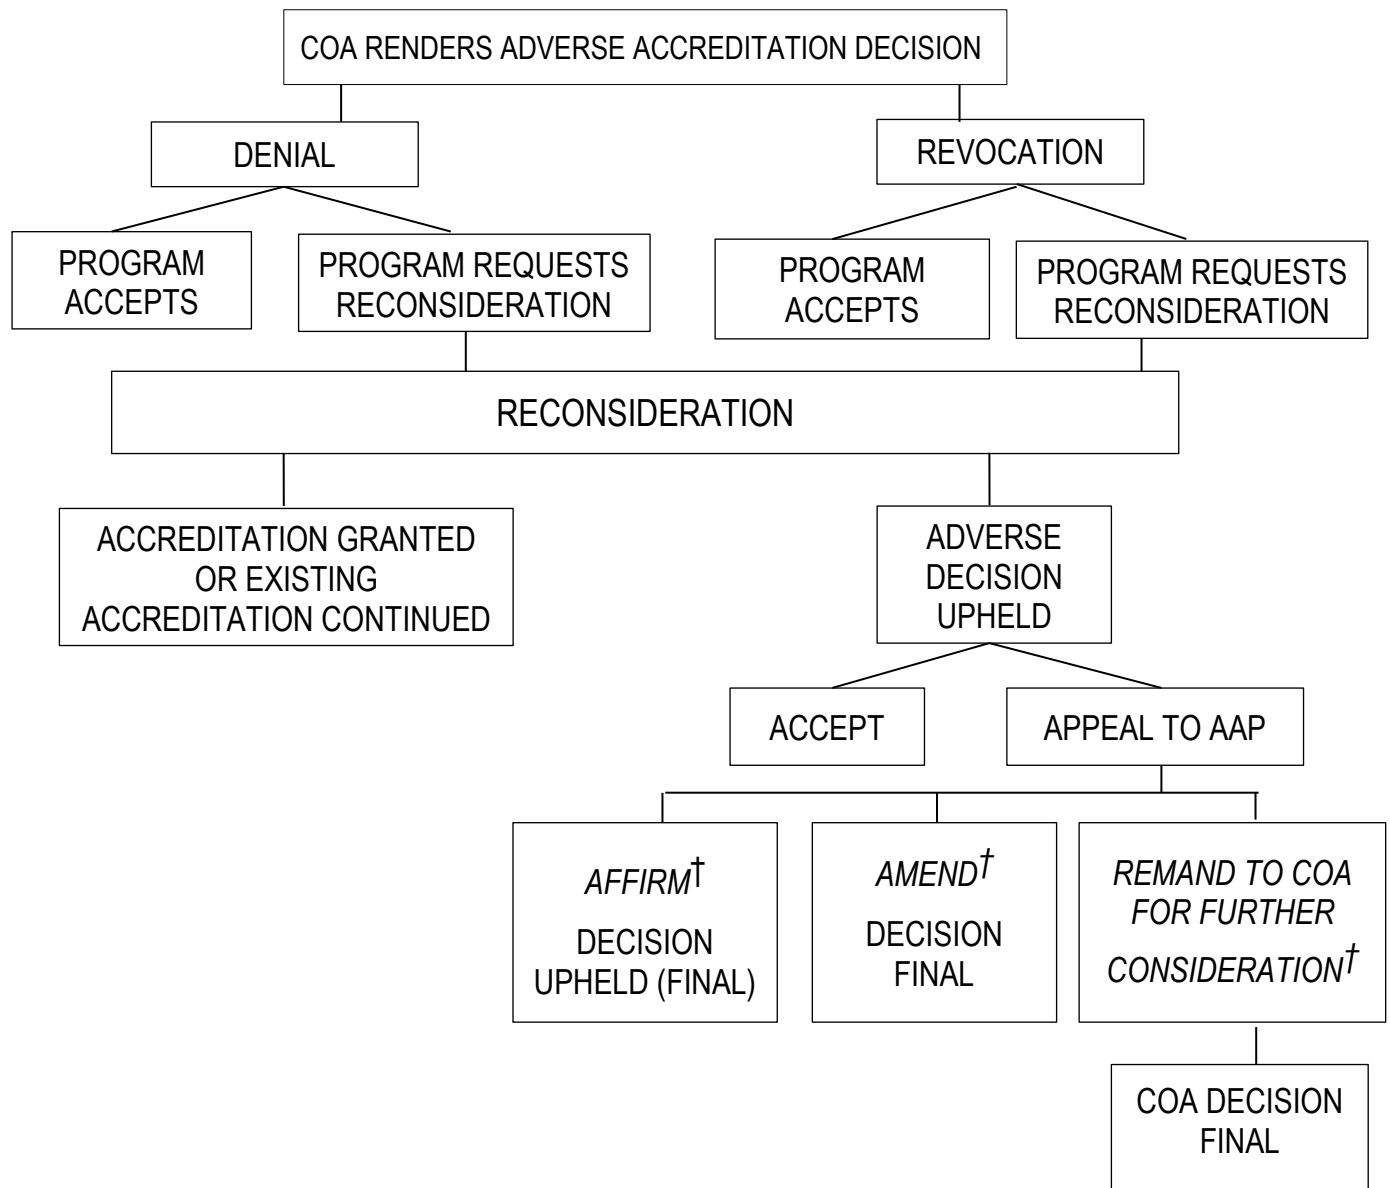 COA RENDERS ADVERSE ACCREDITATION DECISION
DENIAL
REVOCATION
PROGRAM
ACCEPTS
PROGRAM REQUESTS
RECONSIDERATION
PROGRAM
ACCEPTS
PROGRAM REQUESTS
RECONSIDERATION
RECONSIDERATION
ACCREDITATION GRANTED
OR EXISTING
ACCREDITATION CONTINUED
ADVERSE
DECISION
UPHELD
ACCEPT
APPEAL TO AAP
AFFIRM†
DECISION
UPHELD (FINAL)
AMEND†
DECISION
FINAL
REMAND TO COA
FOR FURTHER
CONSIDERATION†
COA DECISION
FINAL